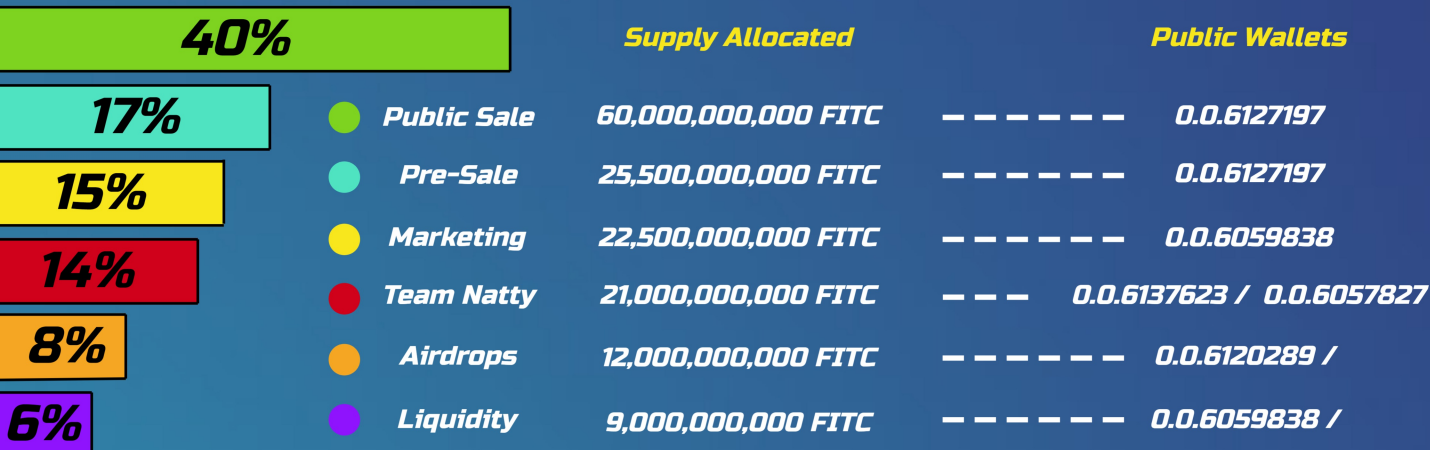 40%
Supply Allocated Public Wallets
17%
Public Sale 60,000,000,000 FITC 0.0.6127197
15%
Pre-Sale 25,500,000,000 FITC 0.0.6127197
Marketing 22,500,000,000 FITC 0.0.6059838
14%
Team Natty 21,000,000,000 FITC 0.0.6137623 / 0.0.6057827
8%
Airdrops 12,000,000,000 FITC 0.0.6120289 /
6%
Liquidity 9,000,000,000 FITC 0.0.6059838 /